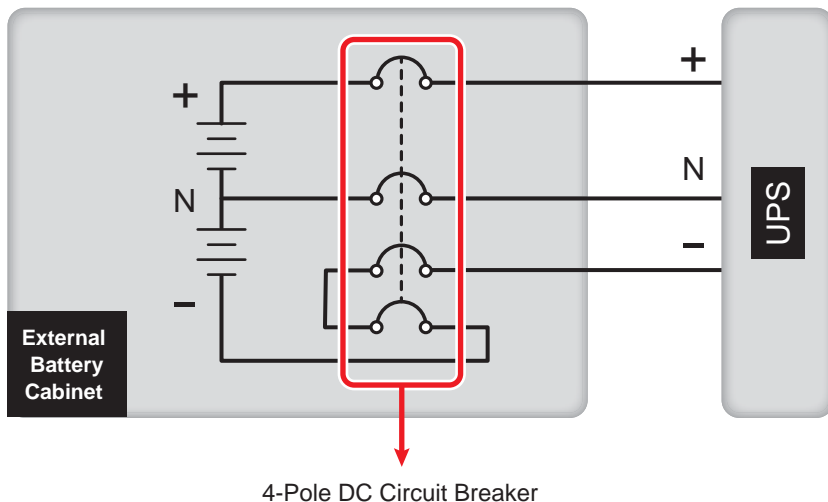 +
+
N
N
UPS
−
−
External
Battery
Cabinet
4-Pole DC Circuit Breaker